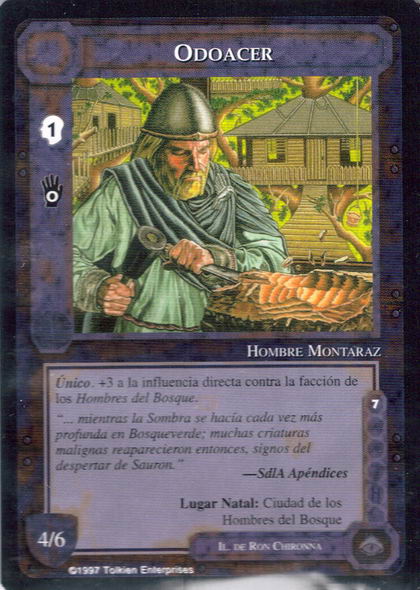 ODOACER
1
0
HOMBRE MONTARAZ
Único. +3 a la influencia directa contra la facción de
los Hombres del Bosque.
“... mientras la Sombra se hacía cada vez más
profunda en Bosqueverde; muchas criaturas
malignas reaparecieron entonces, signos del
despertar de Sauron.”
—SdlA Apéndices
7
Lugar Natal: Ciudad de los
Hombres del Bosque
4/6
IL. DE RON CHIRONNA
©1997 Tolkien Enterprises